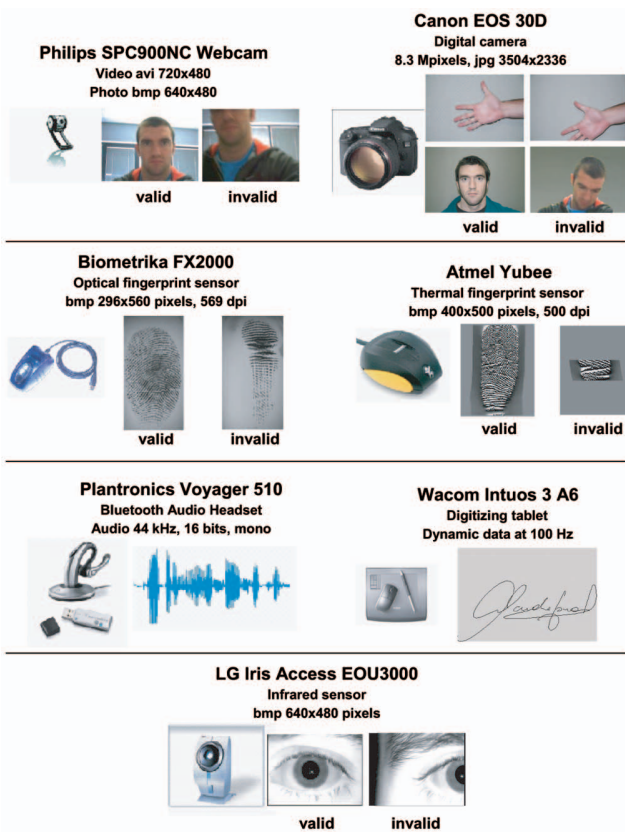 Philips SPC900NC Webcam
Video avi 720x480
Photo bmp 640x480
valid
invalid
Canon EOS 30D
Digital camera
8.3 Mpixels, jpg 3504x2336
valid
invalid
Biometrika FX2000
Optical fingerprint sensor
bmp 296x560 pixels, 569 dpi
valid
invalid
Atmel Yubee
Thermal fingerprint sensor
bmp 400x500 pixels, 500 dpi
valid
invalid
Plantronics Voyager 510
Bluetooth Audio Headset
Audio 44 kHz, 16 bits, mono
Wacom Intuos 3 A6
Digitizing tablet
Dynamic data at 100 Hz
LG Iris Access EOU3000
Infrared sensor
bmp 640x480 pixels
valid
invalid